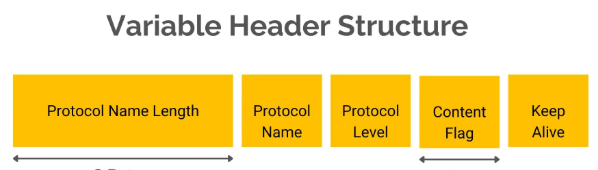 Variable Header Structure
Protocol Name Length
Protocol
Name
Protocol
Level
Content
Flag
Keep
Alive